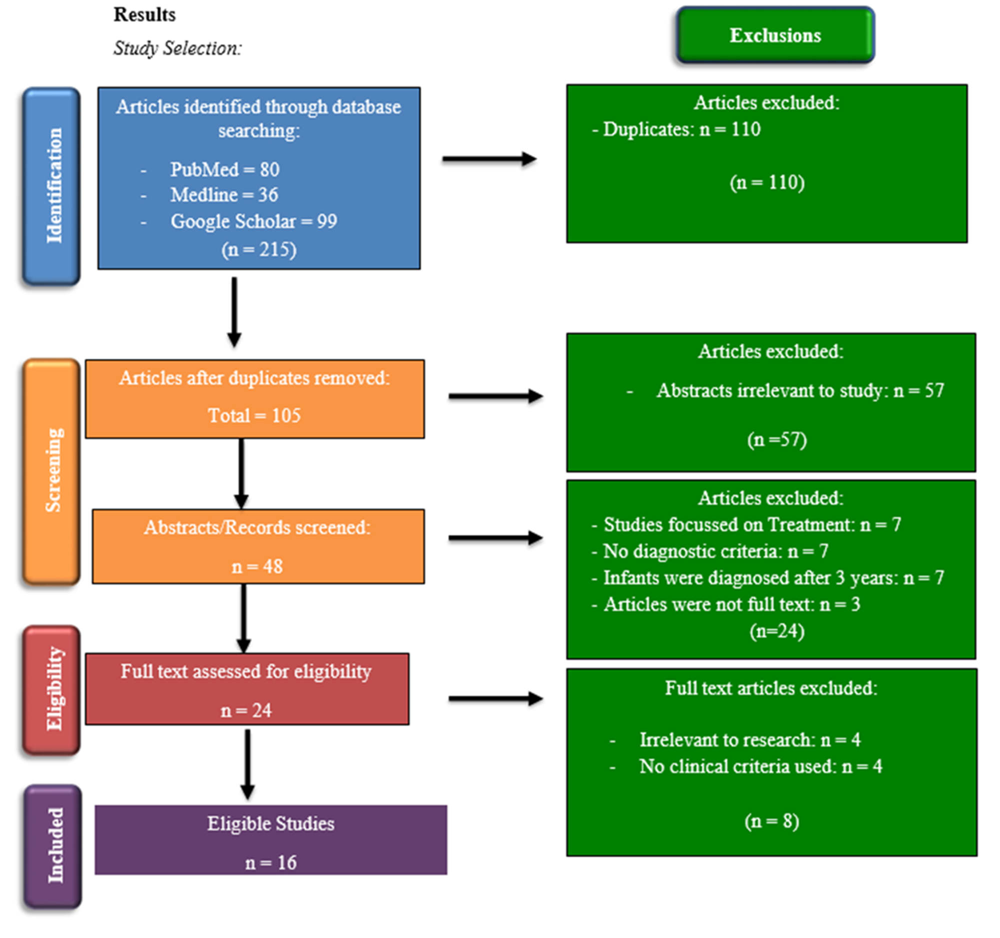 Results
Study Selection:
Exclusions
Identification
Articles identified through database
searching:
- PubMed = 80
- Medline = 36
- Google Scholar = 99
(n = 215)
Articles excluded:
- Duplicates: n = 110
(n = 110)
Screening
Articles after duplicates removed:
Total = 105
Articles excluded:
- Abstracts irrelevant to study: n = 57
(n =57)
Abstracts/Records screened:
n = 48
Articles excluded:
- Studies focussed on Treatment: n = 7
- No diagnostic criteria: n = 7
- Infants were diagnosed after 3 years: n = 7
- Articles were not full text: n = 3
(n=24)
Eligibility
Full text assessed for eligibility
n = 24
Full text articles excluded:
- Irrelevant to research: n = 4
- No clinical criteria used: n = 4
(n = 8)
Included
Eligible Studies
n = 16